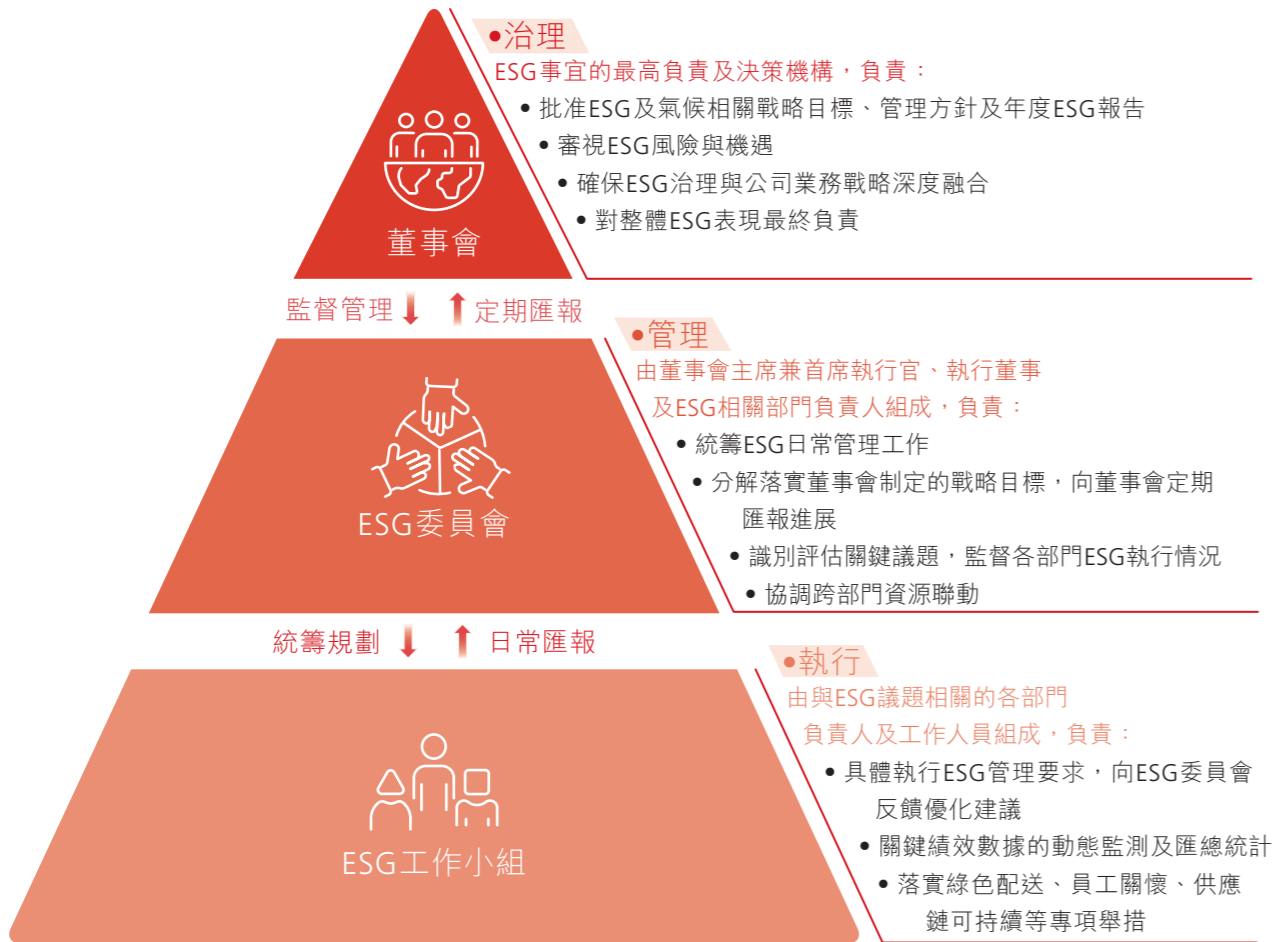 •治理
ESG事宜的最高負責及決策機構，負責：
• 批准ESG及氣候相關戰略目標、管理方針及年度ESG報告
• 審視ESG風險與機遇
• 確保ESG治理與公司業務戰略深度融合
• 對整體ESG表現最終負責
董事會
監督管理
定期匯報
•管理
由董事會主席兼首席執行官、執行董事
及ESG相關部門負責人組成，負責：
• 統籌ESG日常管理工作
• 分解落實董事會制定的戰略目標，向董事會定期
匯報進展
• 識別評估關鍵議題，監督各部門ESG執行情況
• 協調跨部門資源聯動
ESG委員會
統籌規劃
日常匯報
•執行
由與ESG議題相關的各部門
負責人及工作人員組成，負責：
• 具體執行ESG管理要求，向ESG委員會
反饋優化建議
• 關鍵績效數據的動態監測及匯總統計
• 落實綠色配送、員工關懷、供應
鏈可持續等專項舉措
ESG工作小組